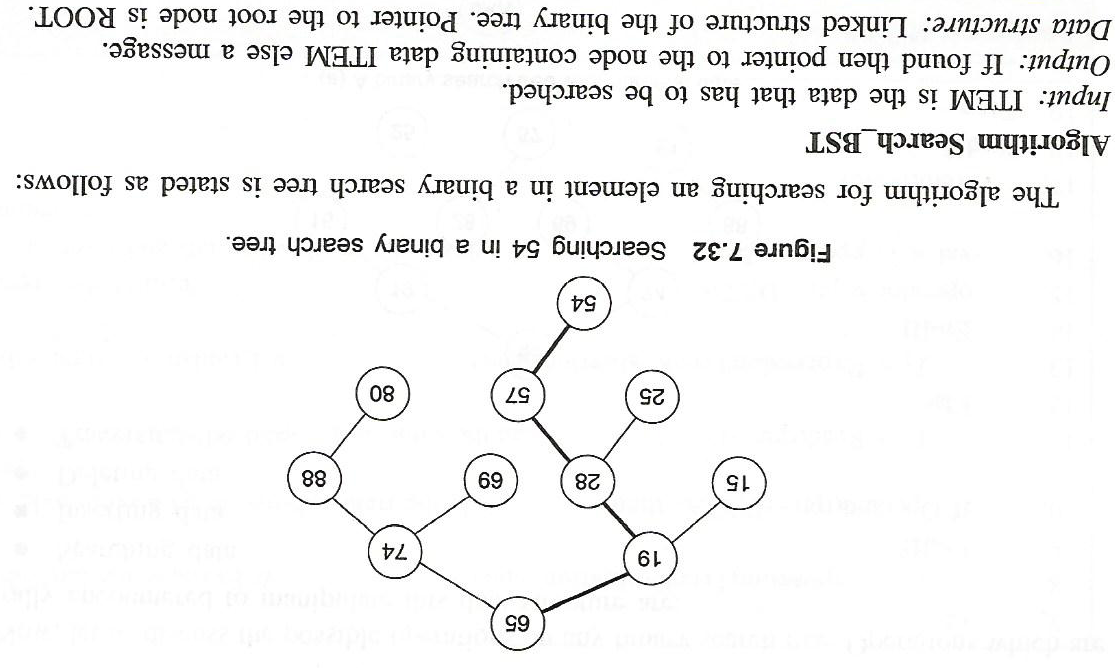 65
19 74
15 28 69 88
25 57 80
54
Figure 7.32 Searching 54 in a binary search tree.
The algorithm for searching an element in a binary search tree is stated as follows:
Algorithm Search_BST
Input: ITEM is the data that has to be searched.
Output: If found then pointer to the node containing data ITEM else a message.
Data structure: Linked structure of the binary tree. Pointer to the root node is ROOT.